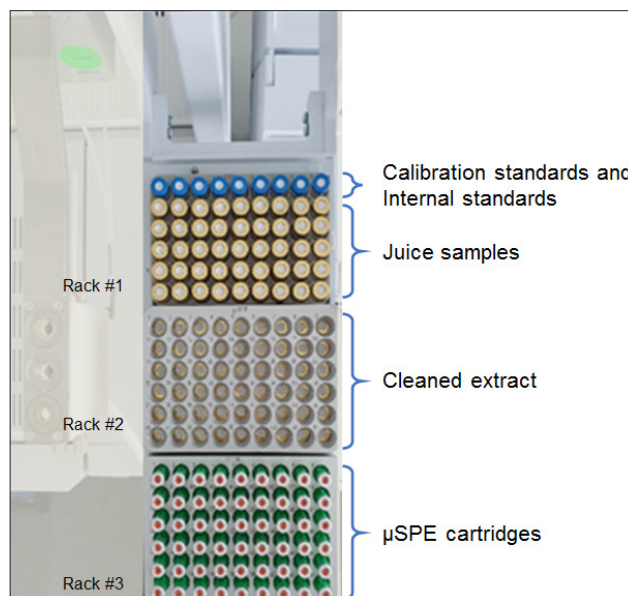 Calibration standards and
Internal standards
Juice samples
Rack #1
Cleaned extract
Rack #2
µSPE cartridges
Rack #3